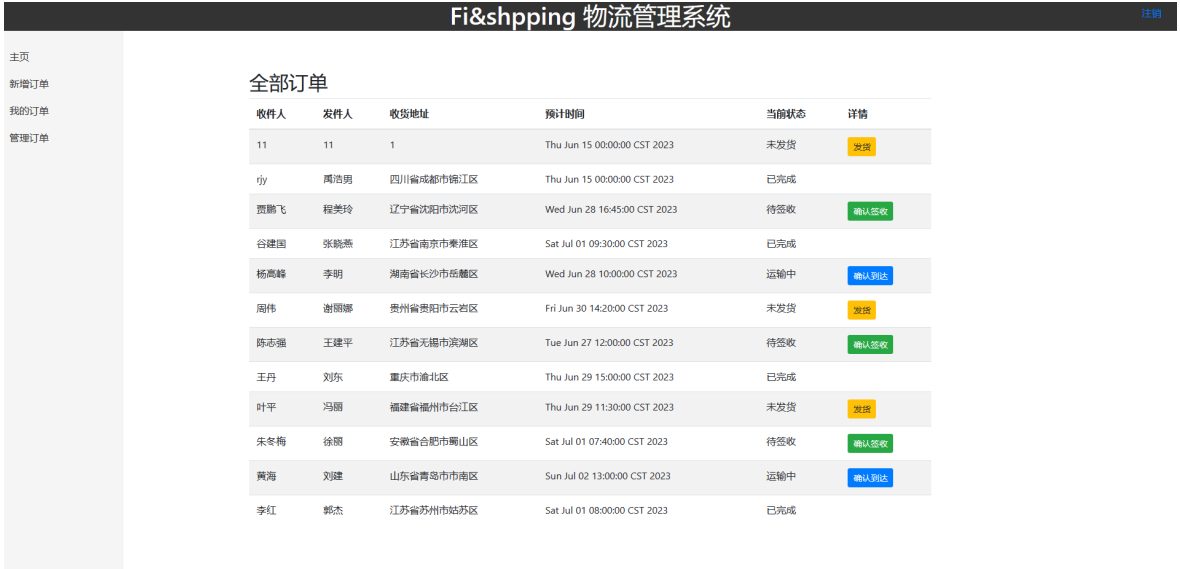 Fi&shpping 物流管理系统
注销
主页
新增订单
我的订单
管理订单
全部订单
收件人 发件人 收货地址 预计时间 当前状态 详情
11 11 1 Thu Jun 15 00:00:00 CST 2023 未发货 发货
rjy 禹浩男 四川省成都市锦江区 Thu Jun 15 00:00:00 CST 2023 已完成
贾鹏飞 程美玲 辽宁省沈阳市沈河区 Wed Jun 28 16:45:00 CST 2023 待签收 确认签收
谷建国 张晓燕 江苏省南京市秦淮区 Sat Jul 01 09:30:00 CST 2023 已完成
杨高峰 李明 湖南省长沙市岳麓区 Wed Jun 28 10:00:00 CST 2023 运输中 确认到达
周伟 谢丽娜 贵州省贵阳市云岩区 Fri Jun 30 14:20:00 CST 2023 未发货 发货
陈志强 王建平 江苏省无锡市滨湖区 Tue Jun 27 12:00:00 CST 2023 待签收 确认签收
王丹 刘东 重庆市渝北区 Thu Jun 29 15:00:00 CST 2023 已完成
叶平 冯丽 福建省福州市台江区 Thu Jun 29 11:30:00 CST 2023 未发货 发货
朱冬梅 徐丽 安徽省合肥市蜀山区 Sat Jul 01 07:40:00 CST 2023 待签收 确认签收
黄海 刘建 山东省青岛市市南区 Sun Jul 02 13:00:00 CST 2023 运输中 确认到达
李红 郭杰 江苏省苏州市姑苏区 Sat Jul 01 08:00:00 CST 2023 已完成